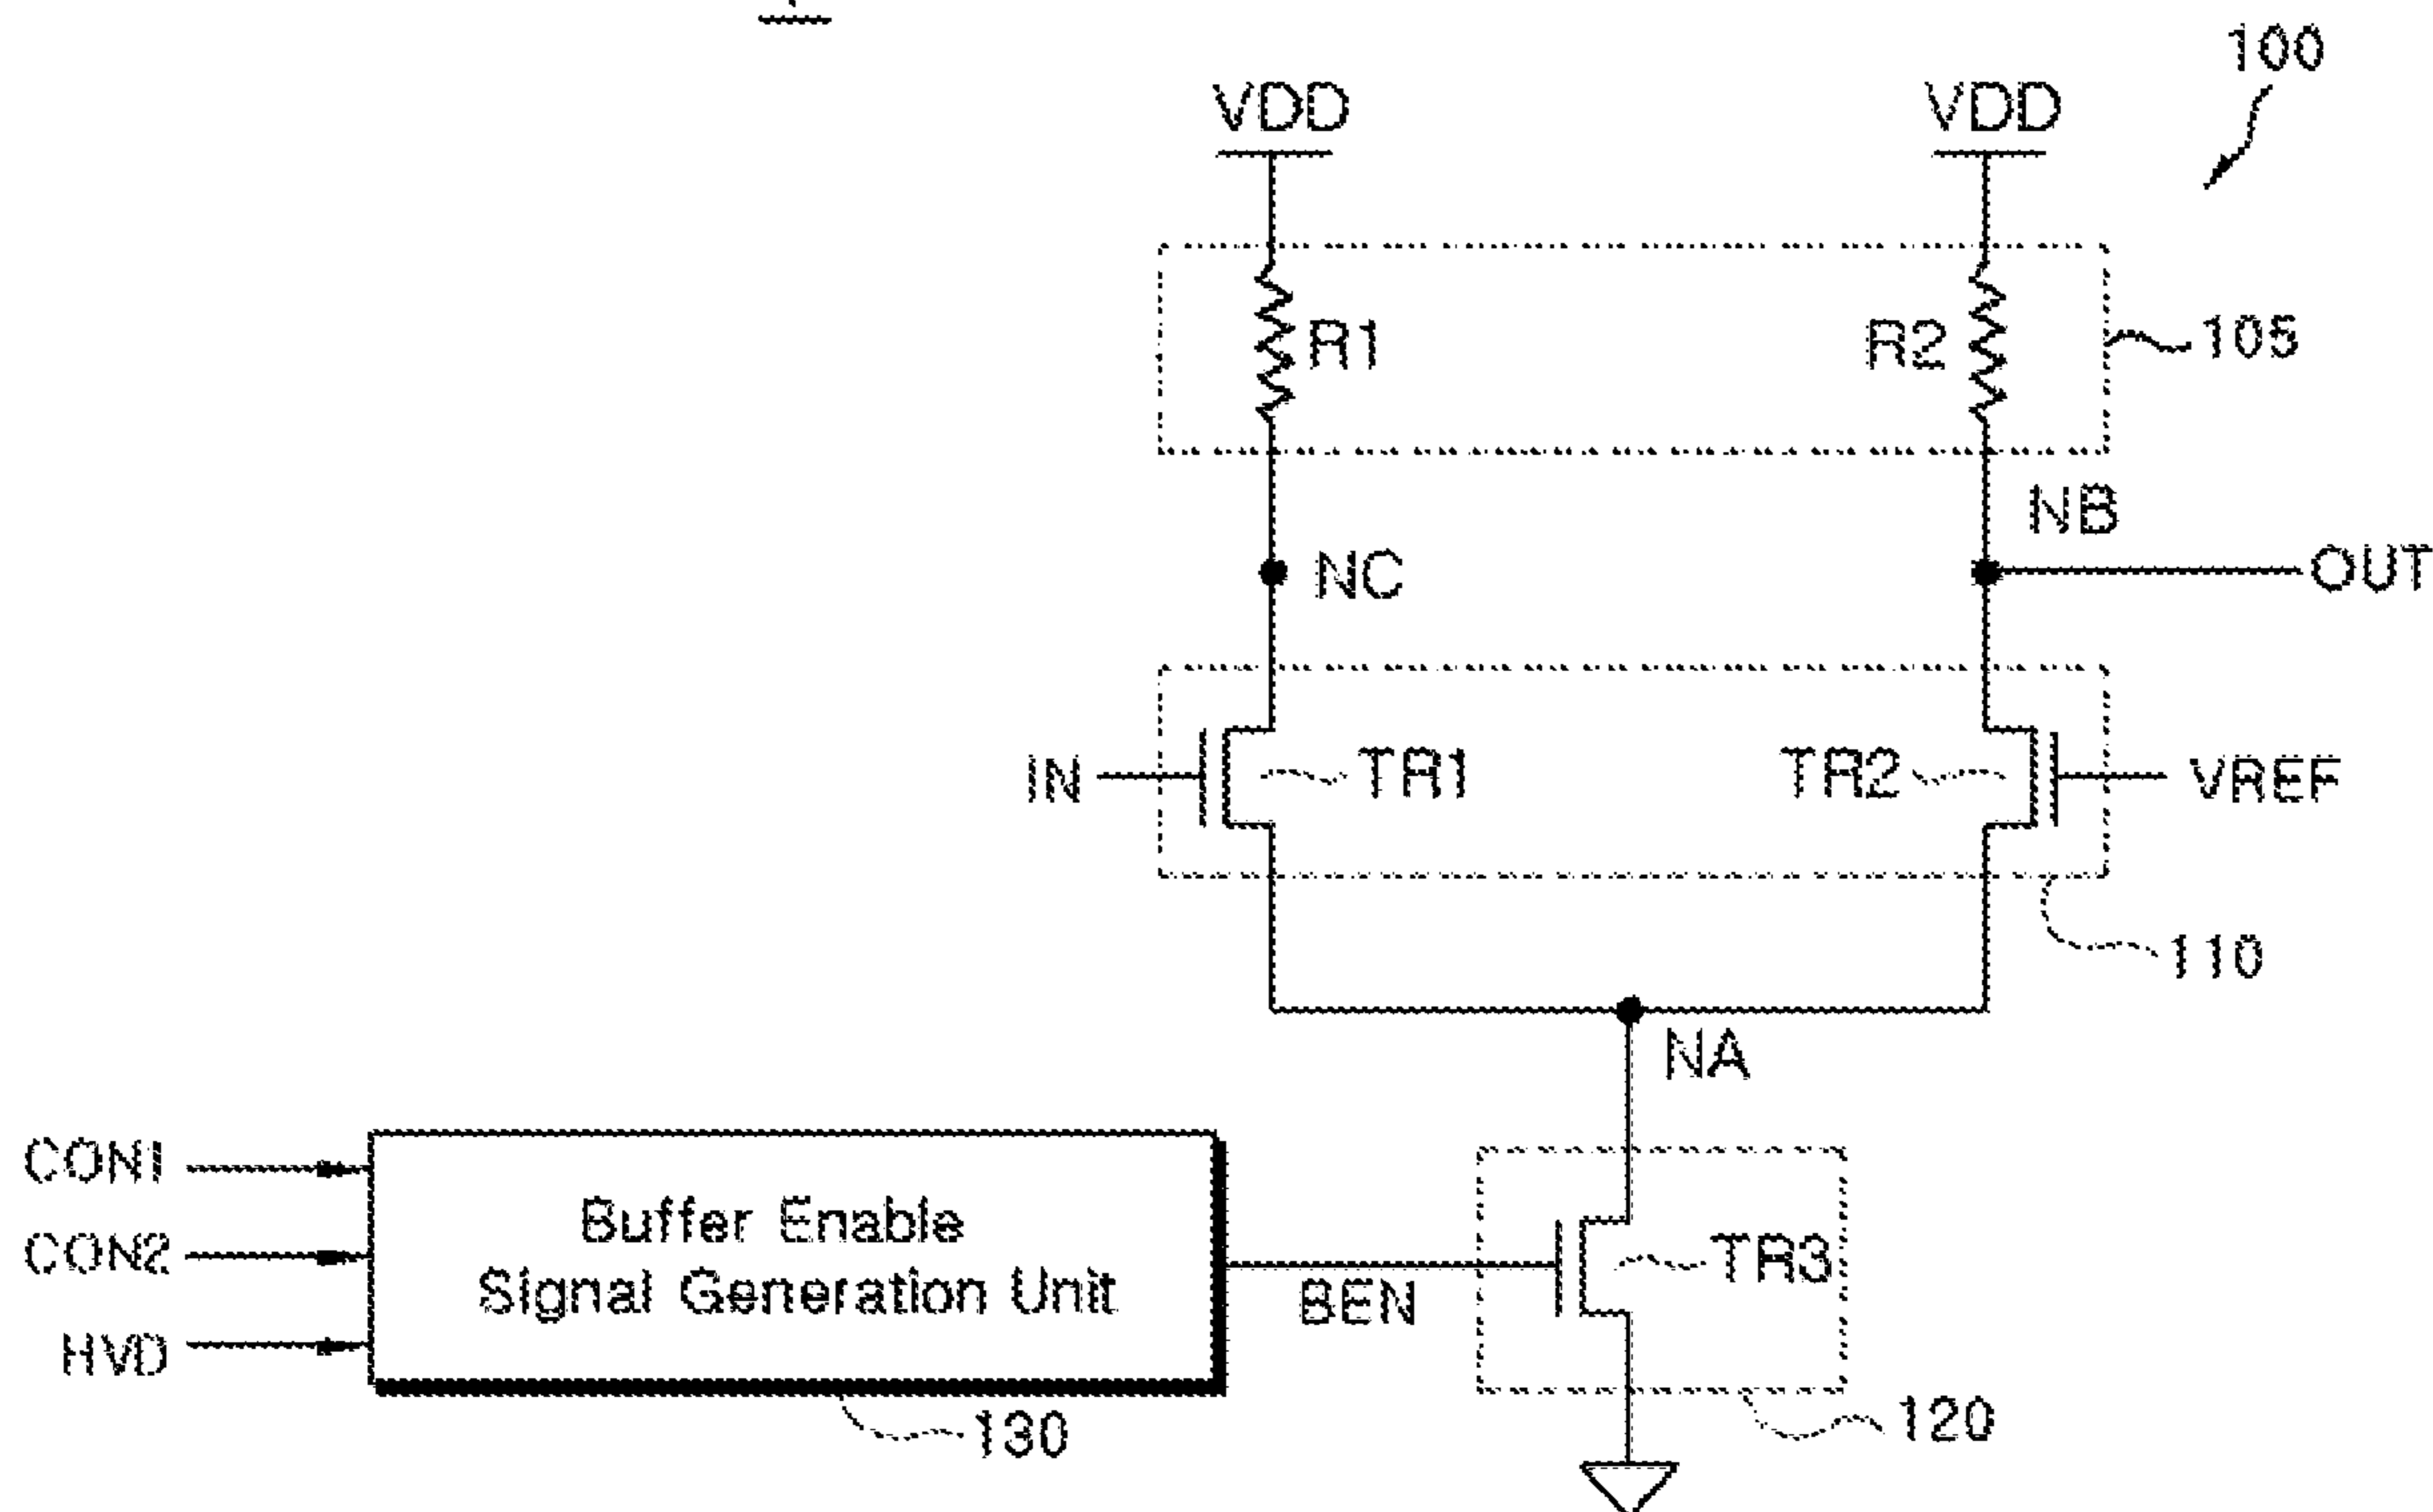 100
VDD VDD
R1 R2 105
NB
NC OUT
IN TR1 TR2 VREF
110
NA
CON1
CON2
HVD
Buffer Enable
Signal Generation Unit
BEN
TR3
130
120